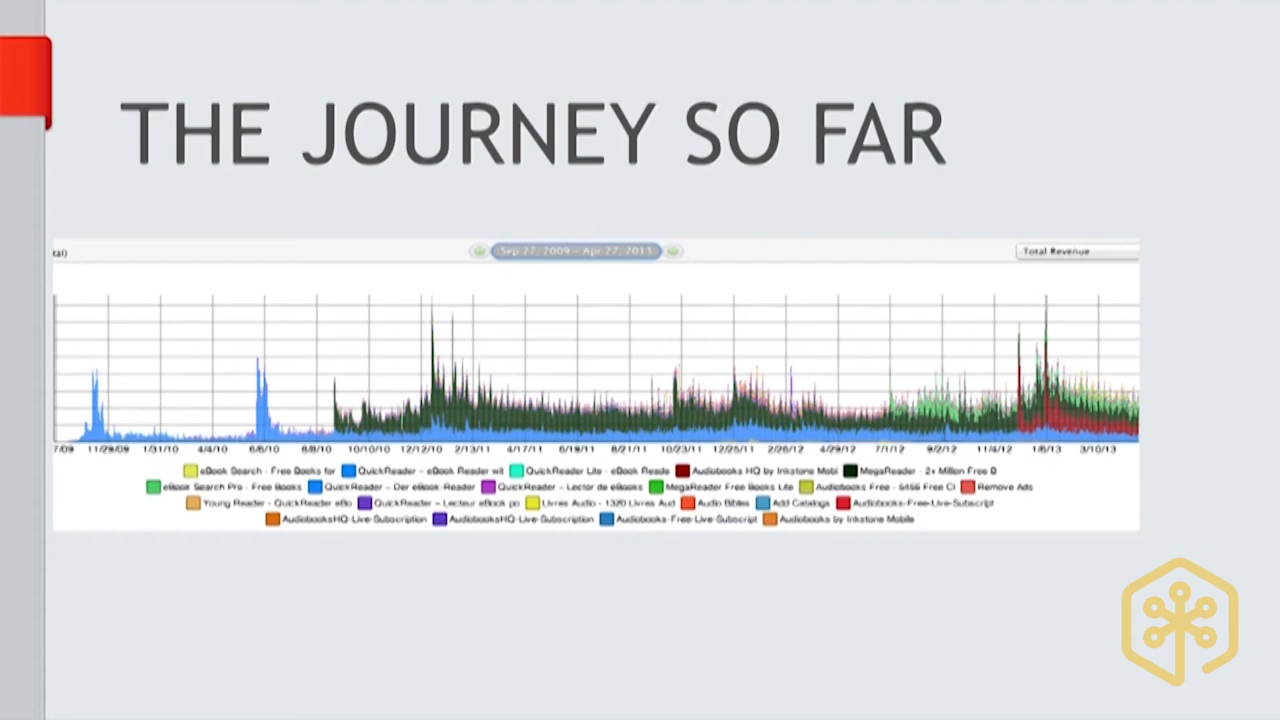 THE JOURNEY SO FAR
tal)
Sep 27, 2009 - Apr 27, 2013
Total Revenue
7/09 11/29/09 1/31/10 4/4/10 6/6/10 8/8/10 10/10/10 12/12/10 2/13/11 4/17/11 6/19/11 8/21/11 10/23/11 12/25/11 2/26/12 4/29/12 7/1/12 9/2/12 11/4/12 1/6/13 3/10/13
eBook Search - Free Books for QuickReader - eBook Reader wit QuickReader Lite - eBook Reade Audiobooks HQ by Inkstone Mobi MegaReader - 2+ Million Free B
eBook Search Pro - Free Books QuickReader - Der eBook-Reader QuickReader - Lector de eBooks MegaReader Free Books Lite Audiobooks Free - 5456 Free Cl Remove Ads
Young Reader - QuickReader eBo QuickReader - Lecteur eBook po Livres Audio - 1320 Livres Aud Audio Bibles Add Catalogs Audiobooks-Free-Live-Subscript
AudiobooksHQ-Live-Subscription AudiobooksHQ-Live-Subscription Audiobooks-Free-Live-Subscript Audiobooks by Inkstone Mobile